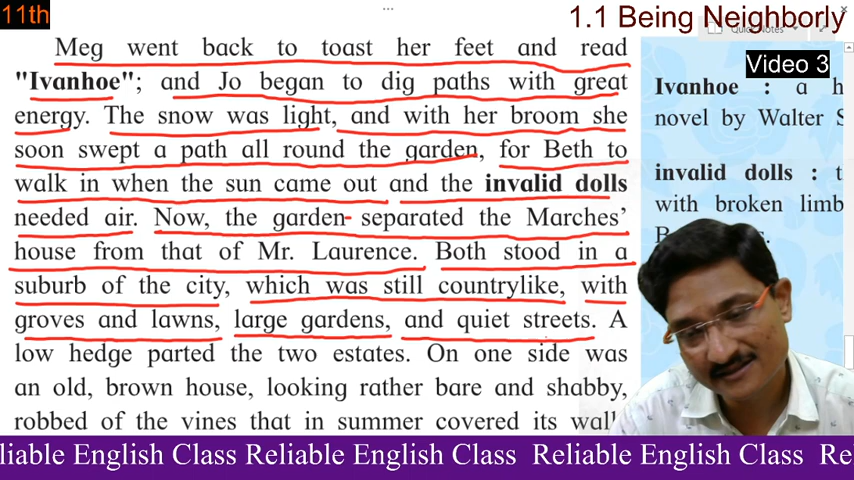 11th
1.1 Being Neighborly
Quick Notes
Video 3
Meg went back to toast her feet and read
"Ivanhoe"; and Jo began to dig paths with great
energy. The snow was light, and with her broom she
soon swept a path all round the garden, for Beth to
walk in when the sun came out and the invalid dolls
needed air. Now, the garden separated the Marches'
house from that of Mr. Laurence. Both stood in a
suburb of the city, which was still countrylike, with
groves and lawns, large gardens, and quiet streets. A
low hedge parted the two estates. On one side was
an old, brown house, looking rather bare and shabby,
robbed of the vines that in summer covered its
Ivanhoe : a h
novel by Walter S
invalid dolls : t
with broken limb
liable English Class Reliable English Class Reliable English Class Re